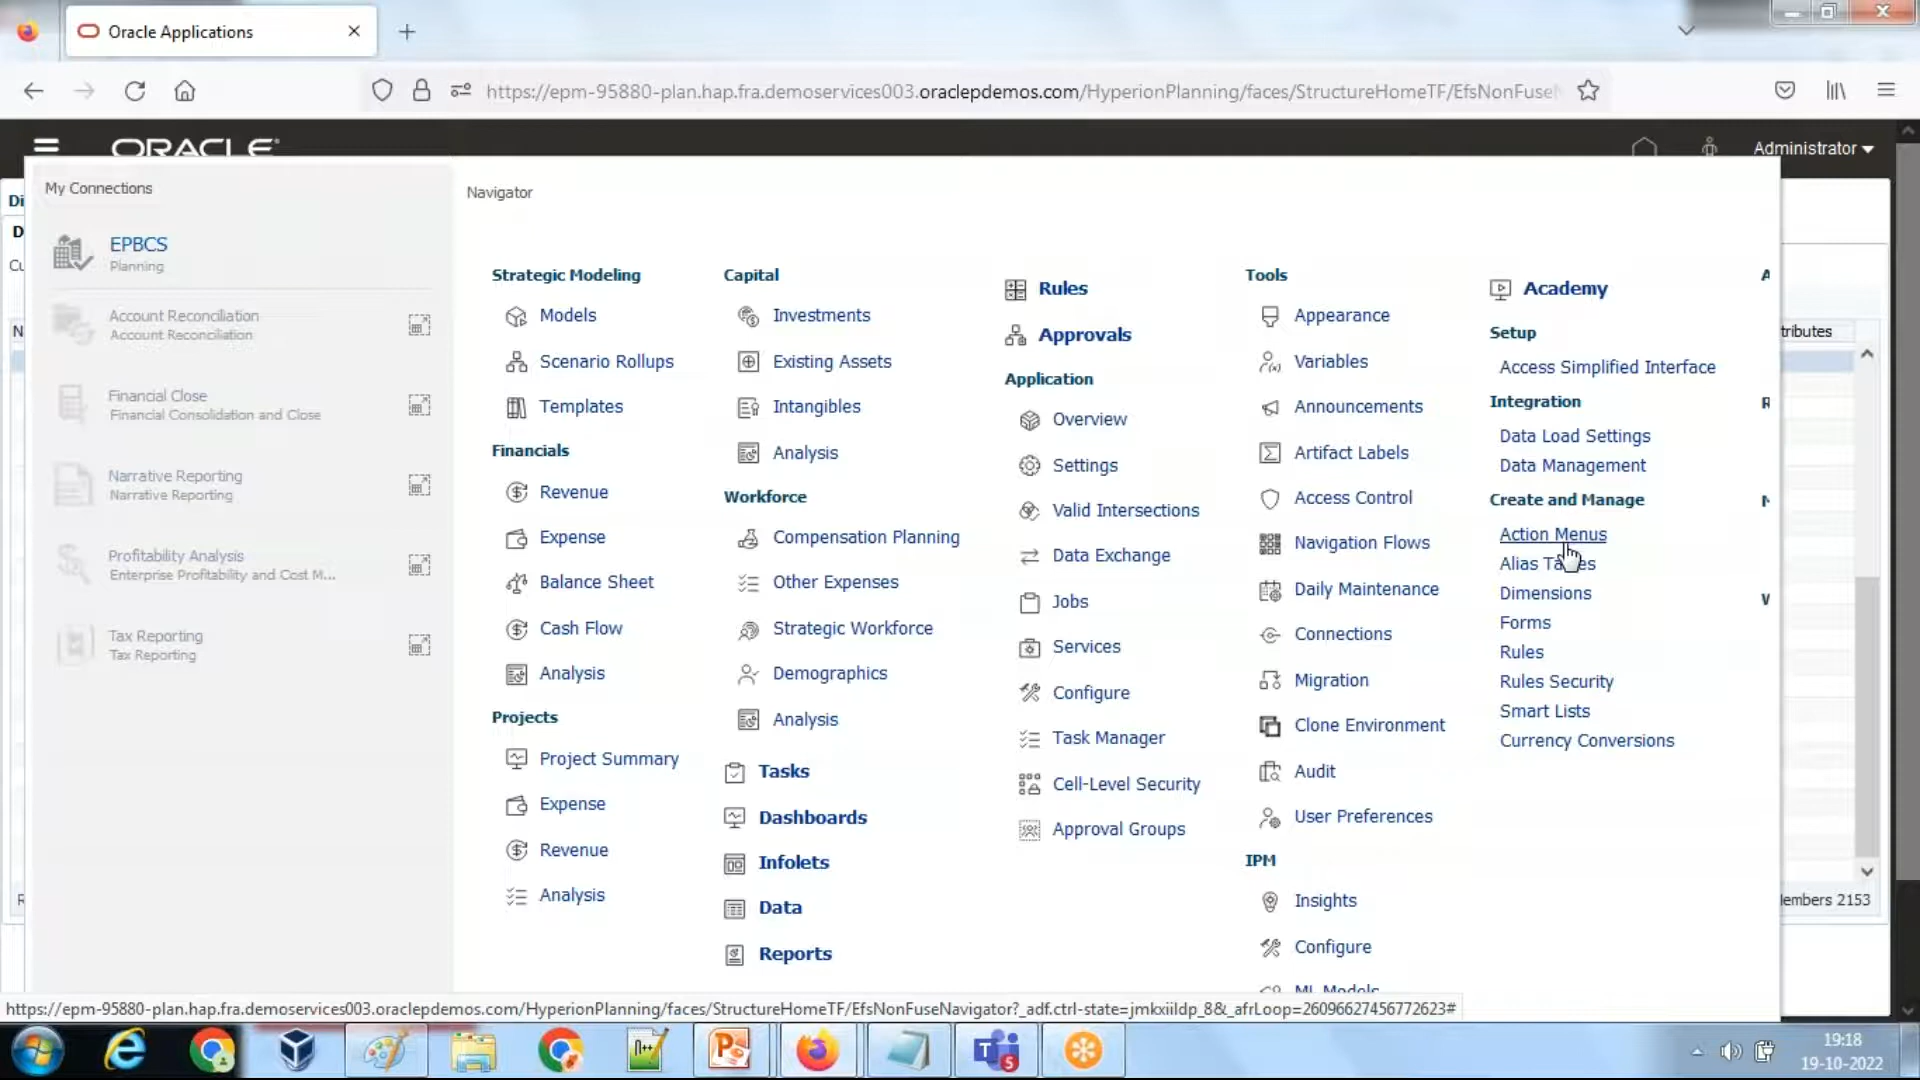 Oracle Applications
https://epm-95880-plan.hap.fra.demoservices003.oraclepdemos.com/HyperionPlanning/faces/StructureHomeTF/EfsNonFuseN
ORACLE
Administrator
My Connections
EPBCS
Planning
Account Reconciliation
Account Reconciliation
Financial Close
Financial Consolidation and Close
Narrative Reporting
Narrative Reporting
Profitability Analysis
Enterprise Profitability and Cost M...
Tax Reporting
Tax Reporting
Navigator
Strategic Modeling
Models
Scenario Rollups
Templates
Financials
Revenue
Expense
Balance Sheet
Cash Flow
Analysis
Projects
Project Summary
Expense
Revenue
Analysis
Capital
Investments
Existing Assets
Intangibles
Analysis
Workforce
Compensation Planning
Other Expenses
Strategic Workforce
Demographics
Analysis
Tasks
Dashboards
Infolets
Data
Reports
Rules
Approvals
Application
Overview
Settings
Valid Intersections
Data Exchange
Jobs
Services
Configure
Task Manager
Cell-Level Security
Approval Groups
Tools
Appearance
Variables
Announcements
Artifact Labels
Access Control
Navigation Flows
Daily Maintenance
Connections
Migration
Clone Environment
Audit
User Preferences
IPM
Insights
Configure
ML Models
Academy
Setup
Access Simplified Interface
Integration
Data Load Settings
Data Management
Create and Manage
Action Menus
Alias Tables
Dimensions
Forms
Rules
Rules Security
Smart Lists
Currency Conversions
Di
D
Cu
N
R
tributes
embers 2153
https://epm-95880-plan.hap.fra.demoservices003.oraclepdemos.com/HyperionPlanning/faces/StructureHomeTF/EfsNonFuseNavigator?_adf.ctrl-state=jmkxiildp_8&_afrLoop=26096627456772623#
19:18
19-10-2022